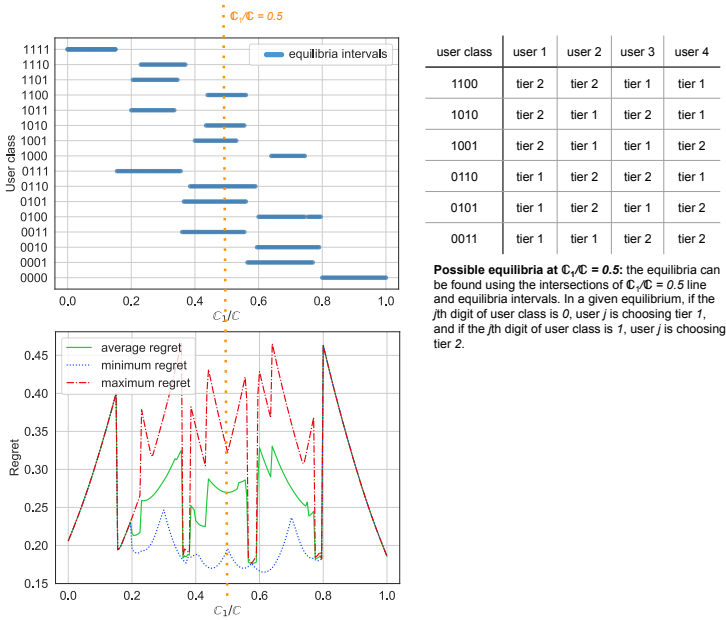 ℂ₁/ℂ = 0.5
equilibria intervals
User class
1111
1110
1101
1100
1011
1010
1001
1000
0111
0110
0101
0100
0011
0010
0001
0000
0.0 0.2 0.4 0.6 0.8 1.0
ℂ₁/ℂ
user class user 1 user 2 user 3 user 4
1100 tier 2 tier 2 tier 1 tier 1
1010 tier 2 tier 1 tier 2 tier 1
1001 tier 2 tier 1 tier 1 tier 2
0110 tier 1 tier 2 tier 2 tier 1
0101 tier 1 tier 2 tier 1 tier 2
0011 tier 1 tier 1 tier 2 tier 2
Possible equilibria at ℂ₁/ℂ = 0.5: the equilibria can
be found using the intersections of ℂ₁/ℂ = 0.5 line
and equilibria intervals. In a given equilibrium, if the
jth digit of user class is 0, user j is choosing tier 1,
and if the jth digit of user class is 1, user j is choosing
tier 2.
average regret
minimum regret
maximum regret
Regret
0.45
0.40
0.35
0.30
0.25
0.20
0.15
0.0 0.2 0.4 0.6 0.8 1.0
ℂ₁/ℂ